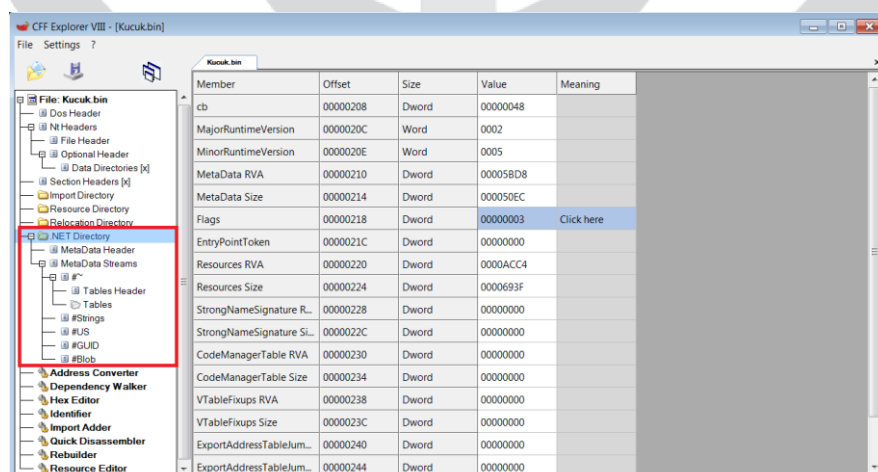 CFF Explorer VIII - [Kucuk.bin]
File Settings ?
Kucuk.bin
File: Kucuk.bin
Dos Header
Nt Headers
File Header
Optional Header
Data Directories [x]
Section Headers [x]
Import Directory
Resource Directory
Relocation Directory
.NET Directory
MetaData Header
MetaData Streams
#~
Tables Header
Tables
#Strings
#US
#GUID
#Blob
Address Converter
Dependency Walker
Hex Editor
Identifier
Import Adder
Quick Disassembler
Rebuilder
Resource Editor
Member Offset Size Value Meaning
cb 00000208 Dword 00000048
MajorRuntimeVersion 0000020C Word 0002
MinorRuntimeVersion 0000020E Word 0005
MetaData RVA 00000210 Dword 00005BD8
MetaData Size 00000214 Dword 000050EC
Flags 00000218 Dword 00000003 Click here
EntryPointToken 0000021C Dword 00000000
Resources RVA 00000220 Dword 0000ACC4
Resources Size 00000224 Dword 0000693F
StrongNameSignature R... 00000228 Dword 00000000
StrongNameSignature Si... 0000022C Dword 00000000
CodeManagerTable RVA 00000230 Dword 00000000
CodeManagerTable Size 00000234 Dword 00000000
VTableFixups RVA 00000238 Dword 00000000
VTableFixups Size 0000023C Dword 00000000
ExportAddressTableJum... 00000240 Dword 00000000
ExportAddressTableJum... 00000244 Dword 00000000